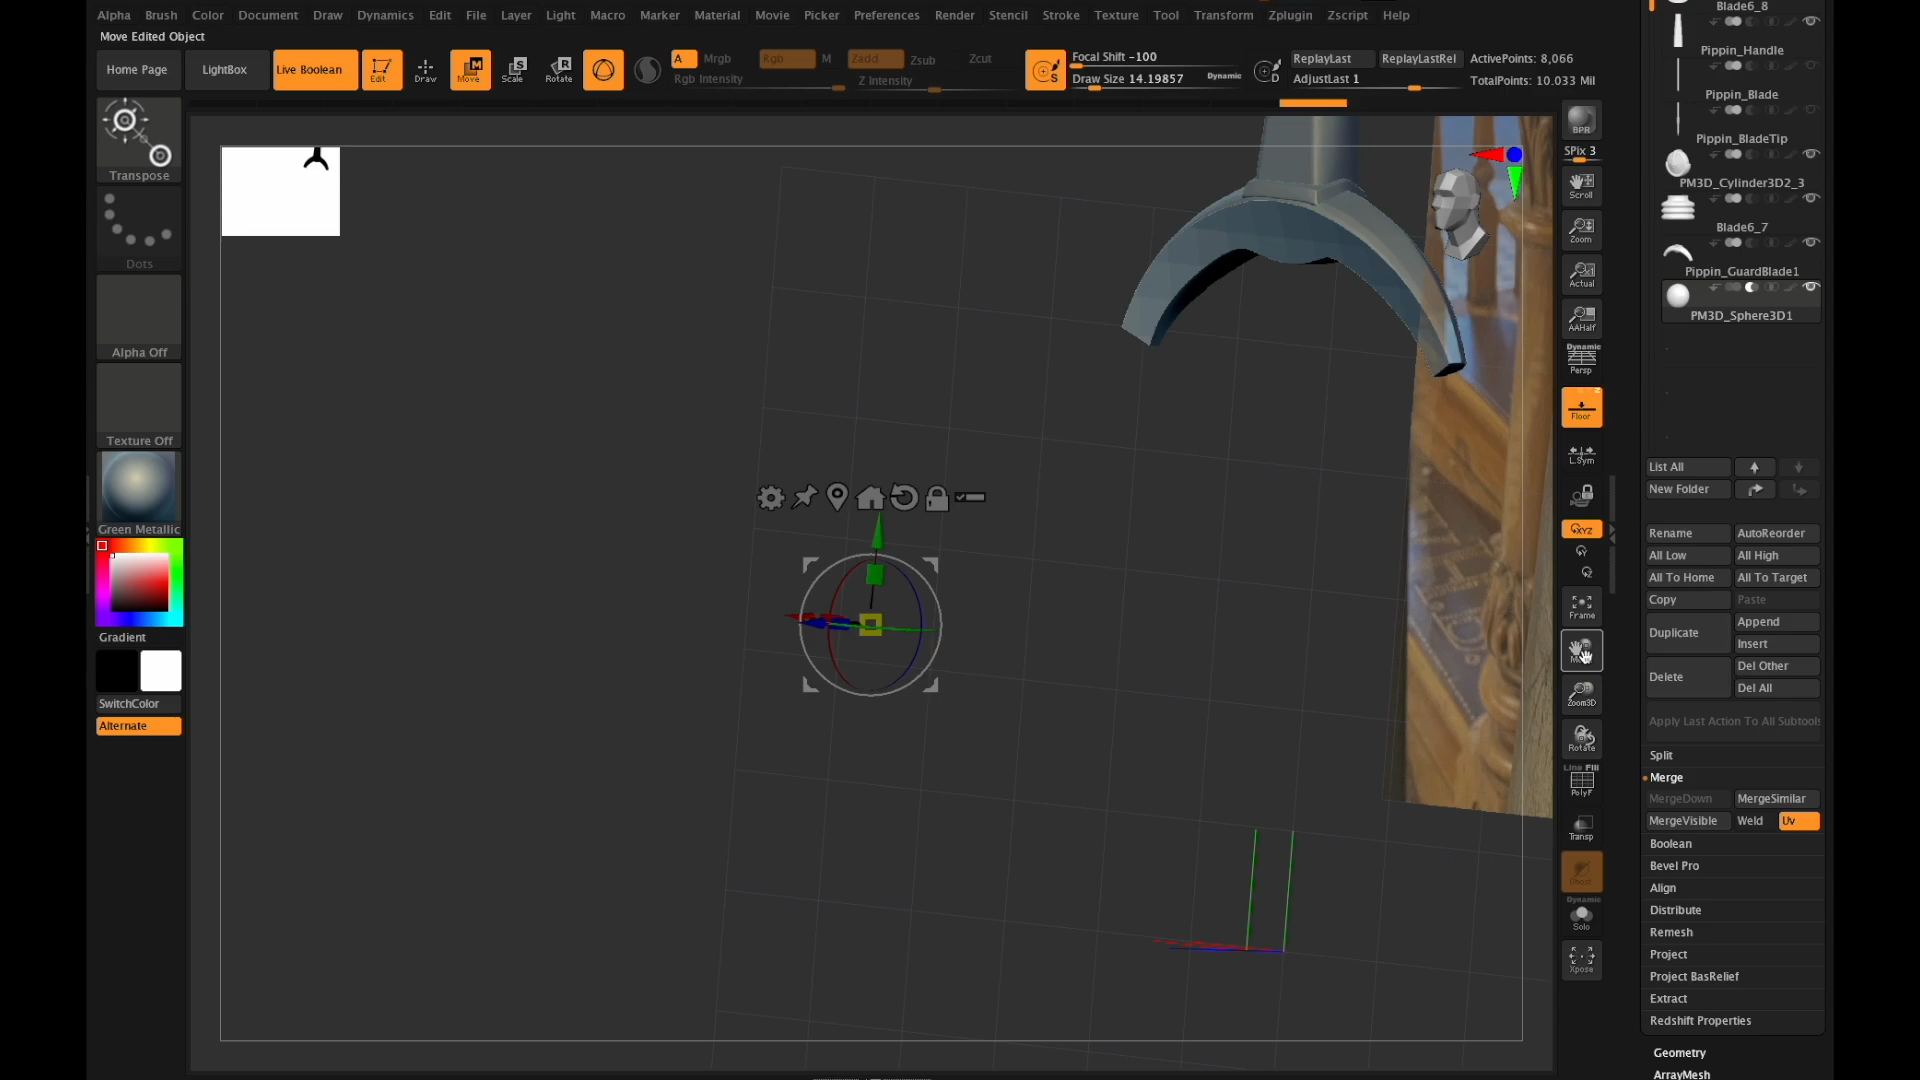 Alpha Brush Color Document Draw Dynamics Edit File Layer Light Macro Marker Material Movie Picker Preferences Render Stencil Stroke Texture Tool Transform Zplugin Zscript Help
Move Edited Object
Home Page LightBox Live Boolean Edit Draw Move Scale Rotate
A Mrgb Rgb M Zadd Zsub Zcut
Rgb Intensity Z Intensity
S Focal Shift -100
Draw Size 14.19857 Dynamic D
ReplayLast ReplayLastRel ActivePoints: 8,066
AdjustLast 1 TotalPoints: 10.033 Mil
Transpose
Dots
Alpha Off
Texture Off
Green Metallic
Gradient
SwitchColor
Alternate
BPR
SPix 3
Scroll
Zoom
Actual
AAHalf
Dynamic
Persp
Floor
L.Sym
XYZ
Y
Z
Frame
Zoom3D
Rotate
Line Fill
PolyF
Transp
Ghost
Dynamic
Solo
Xpose
Blade6_8
Pippin_Handle
Pippin_Blade
Pippin_BladeTip
PM3D_Cylinder3D2_3
Blade6_7
Pippin_GuardBlade1
PM3D_Sphere3D1
List All
New Folder
Rename AutoReorder
All Low All High
All To Home All To Target
Copy Paste
Duplicate Append
Insert
Delete Del Other
Del All
Apply Last Action To All Subtools
Split
Merge
MergeDown MergeSimilar
MergeVisible Weld Uv
Boolean
Bevel Pro
Align
Distribute
Remesh
Project
Project BasRelief
Extract
Redshift Properties
Geometry
ArrayMesh